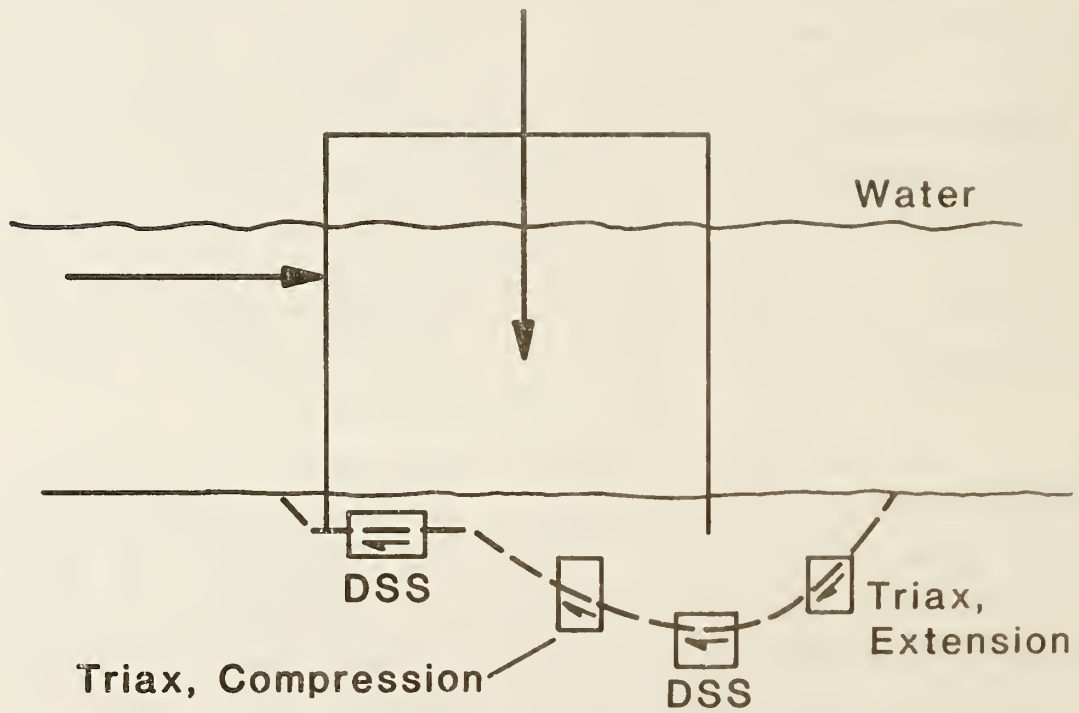 Water
DSS
Triax,
Extension
Triax, Compression
DSS